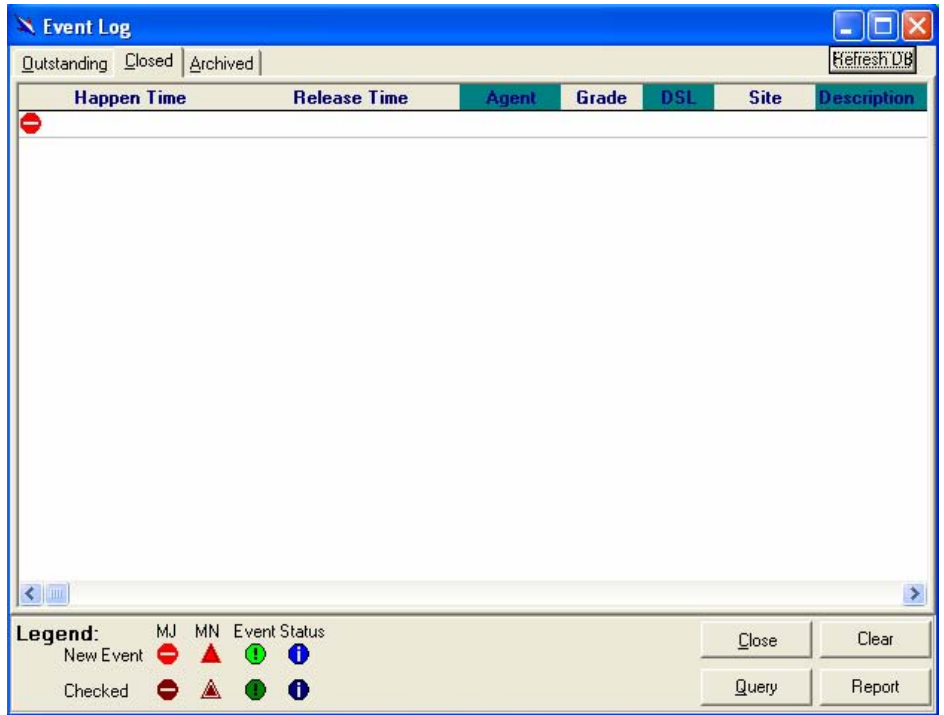 Event Log
Outstanding Closed Archived Refresh DB
Happen Time Release Time Agent Grade DSL Site Description
Legend: MJ MN Event Status
New Event
Checked
Close Clear
Query Report